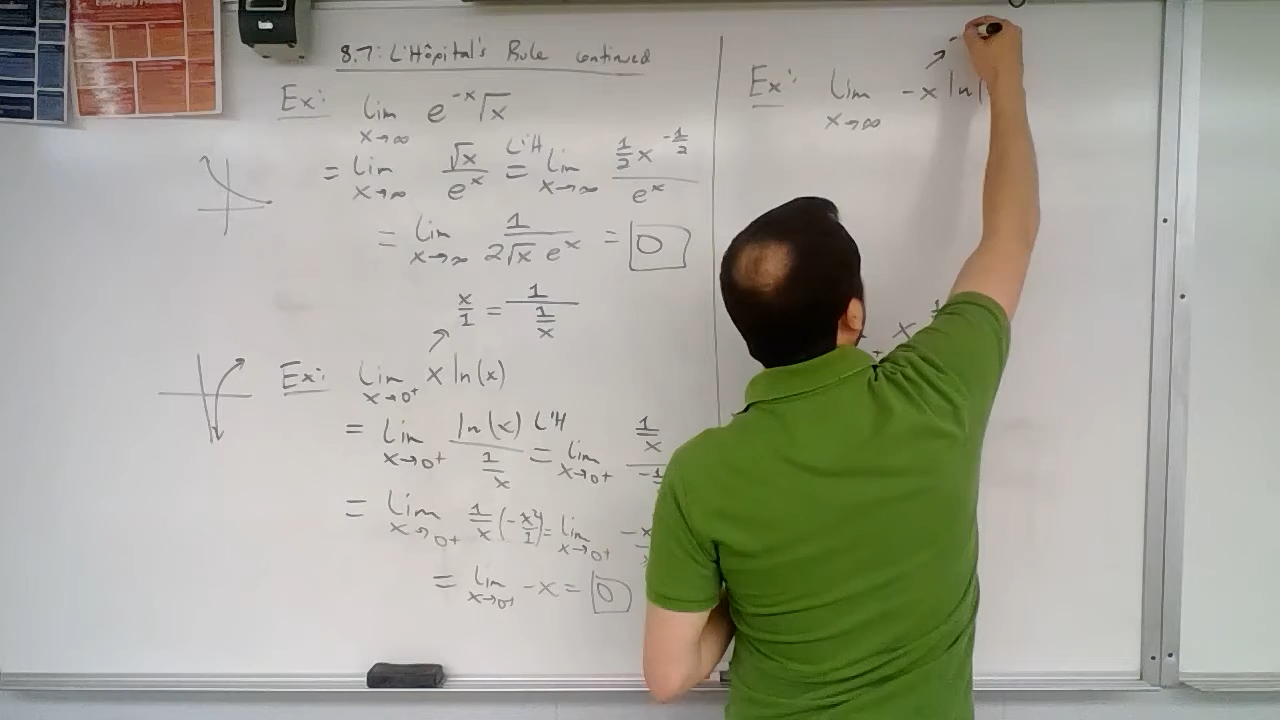 8.7: L'Hôpital's Rule continued
Ex: lim x→∞ e^{-x}√x
= lim x→∞ √x/e^x L'H = lim x→∞ (1/2 x^{-1/2})/e^x
= lim x→∞ 1/(2√x e^x) = 0
x/1 = 1/(1/x)
Ex: lim x→0+ x ln(x)
= lim x→0+ ln(x)/(1/x) L'H = lim x→0+ (1/x)/
= lim x→0+ 1/x (-x²/1) = lim x→0+
= lim x→0+ -x = 0
Ex: lim x→∞ -x ln
x